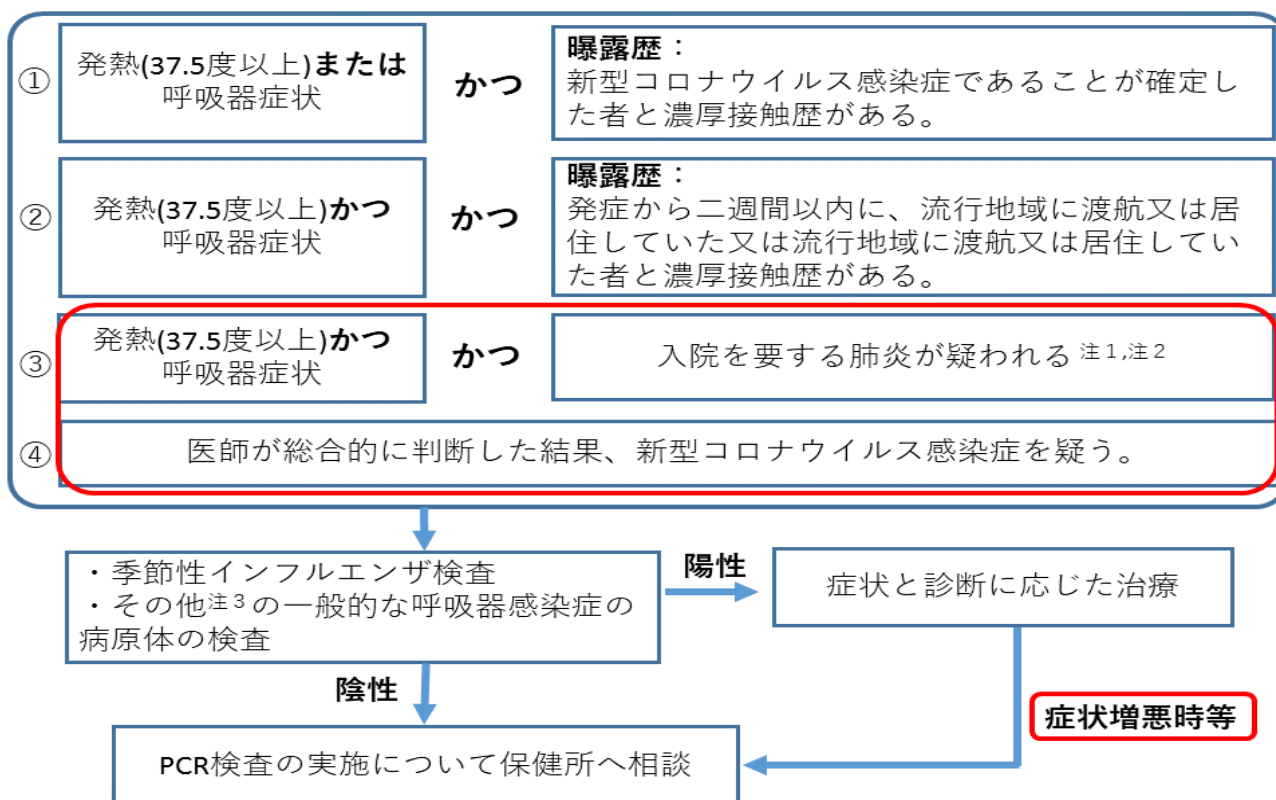 ①
発熱(37.5度以上)または
呼吸器症状
かつ
曝露歴：
新型コロナウイルス感染症であることが確定し
た者と濃厚接触歴がある。
②
発熱(37.5度以上)かつ
呼吸器症状
かつ
曝露歴：
発症から二週間以内に、流行地域に渡航又は居
住していた又は流行地域に渡航又は居住してい
た者と濃厚接触歴がある。
③
発熱(37.5度以上)かつ
呼吸器症状
かつ
入院を要する肺炎が疑われる 注１,注２
④
医師が総合的に判断した結果、新型コロナウイルス感染症を疑う。
・季節性インフルエンザ検査
・その他注３の一般的な呼吸器感染症の
病原体の検査
陽性
症状と診断に応じた治療
陰性
症状増悪時等
PCR検査の実施について保健所へ相談